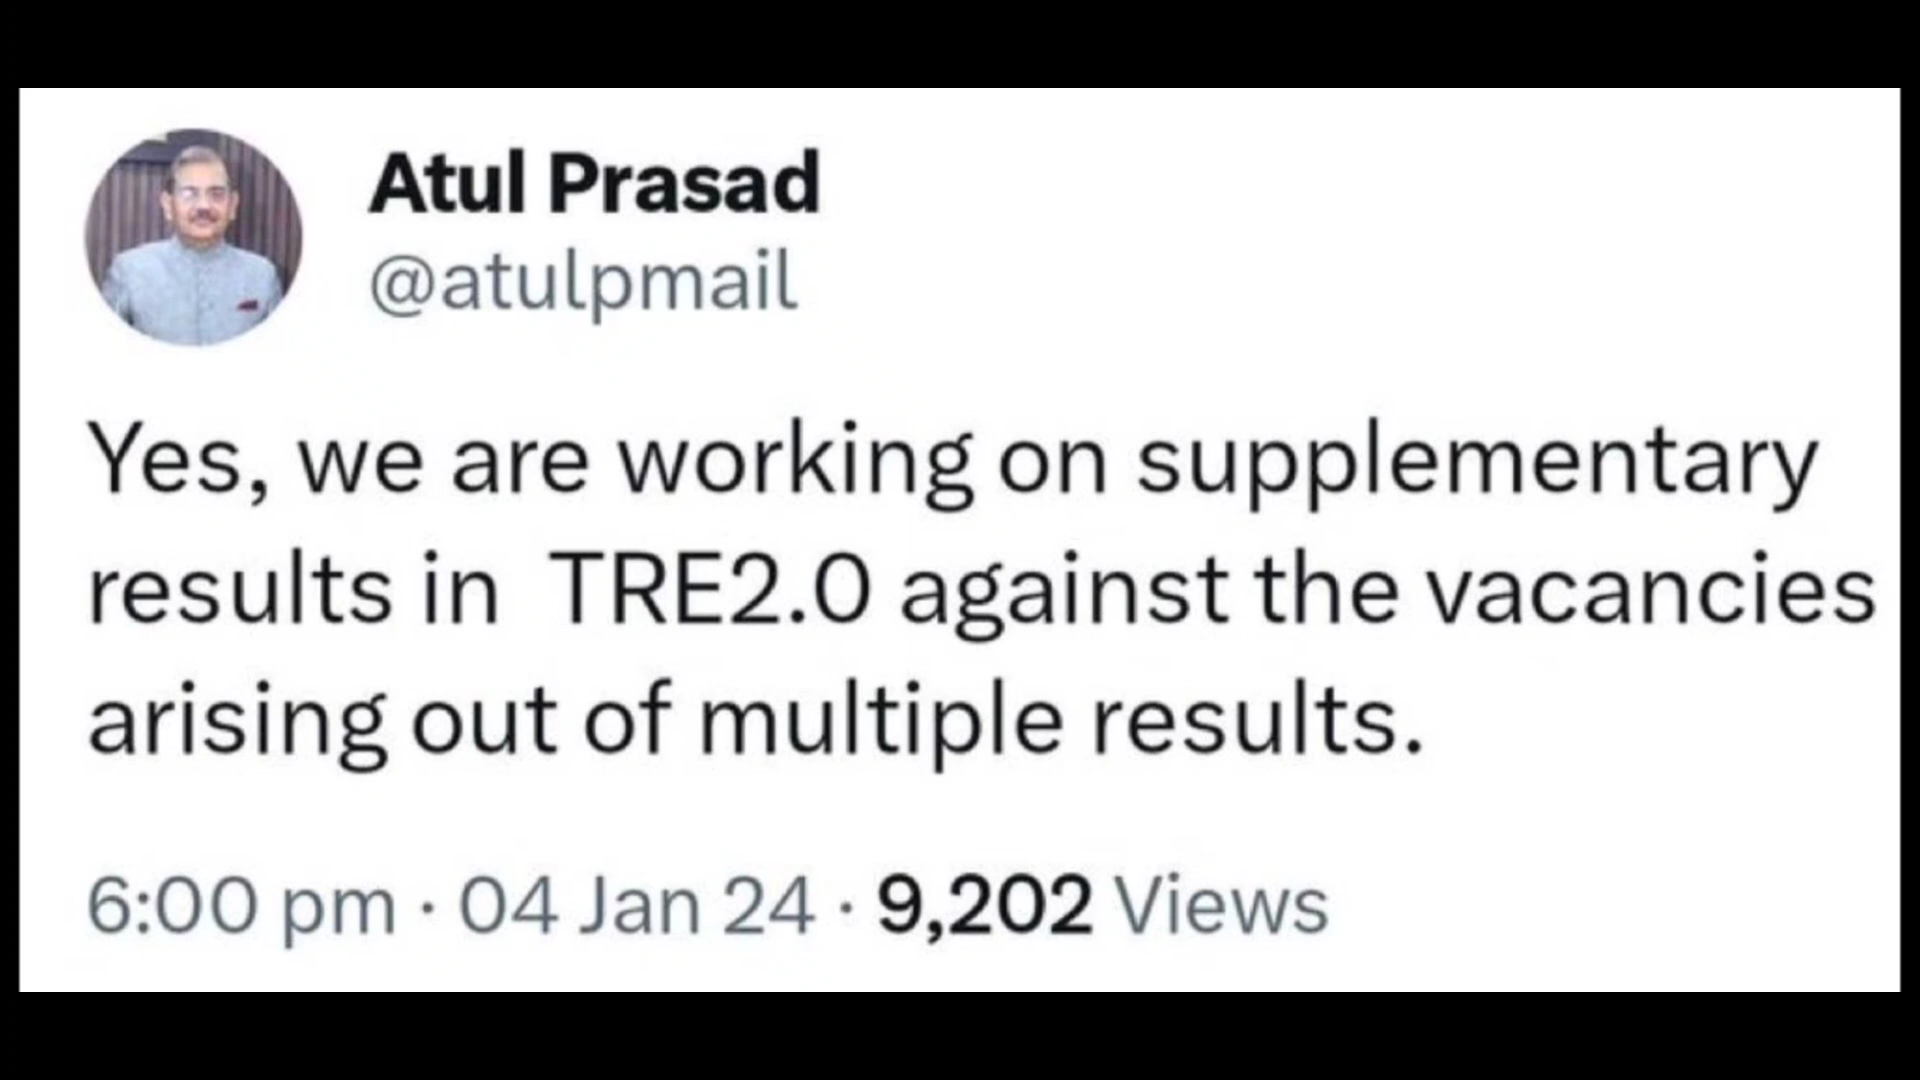 Atul Prasad
@atulpmail
Yes, we are working on supplementary
results in TRE2.0 against the vacancies
arising out of multiple results.
6:00 pm · 04 Jan 24 · 9,202 Views